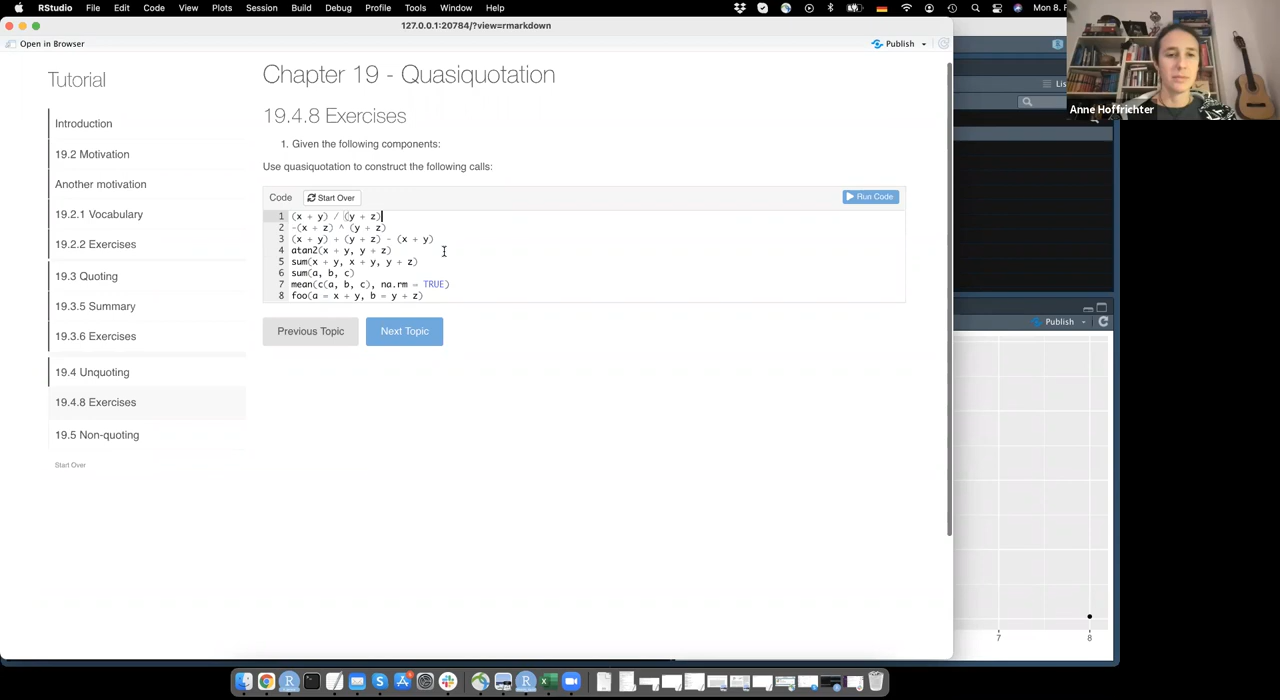 RStudio File Edit Code View Plots Session Build Debug Profile Tools Window Help Mon 8. F
127.0.0.1:20784/?view=rmarkdown
Open in Browser
Publish
Lis
Anne Hoffrichter
Tutorial
Introduction
19.2 Motivation
Another motivation
19.2.1 Vocabulary
19.2.2 Exercises
19.3 Quoting
19.3.5 Summary
19.3.6 Exercises
19.4 Unquoting
19.4.8 Exercises
19.5 Non-quoting
Start Over
Chapter 19 - Quasiquotation
19.4.8 Exercises
1. Given the following components:
Use quasiquotation to construct the following calls:
Code Start Over Run Code
1 (x + y) / (y + z)
2 -(x + z) ^ (y + z)
3 (x + y) + (y + z) - (x + y)
4 atan2(x + y, y + z)
5 sum(x + y, x + y, y + z)
6 sum(a, b, c)
7 mean(c(a, b, c), na.rm = TRUE)
8 foo(a = x + y, b = y + z)
Previous Topic Next Topic
Publish
7 8